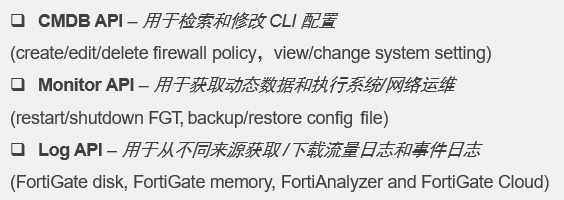 ❑ CMDB API – 用于检索和修改 CLI 配置
(create/edit/delete firewall policy，view/change system setting)
❑ Monitor API – 用于获取动态数据和执行系统/网络运维
(restart/shutdown FGT, backup/restore config file)
❑ Log API – 用于从不同来源获取/下载流量日志和事件日志
(FortiGate disk, FortiGate memory, FortiAnalyzer and FortiGate Cloud)